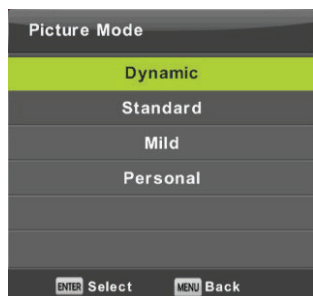 Picture Mode
Dynamic
Standard
Mild
Personal
ENTER Select MENU Back